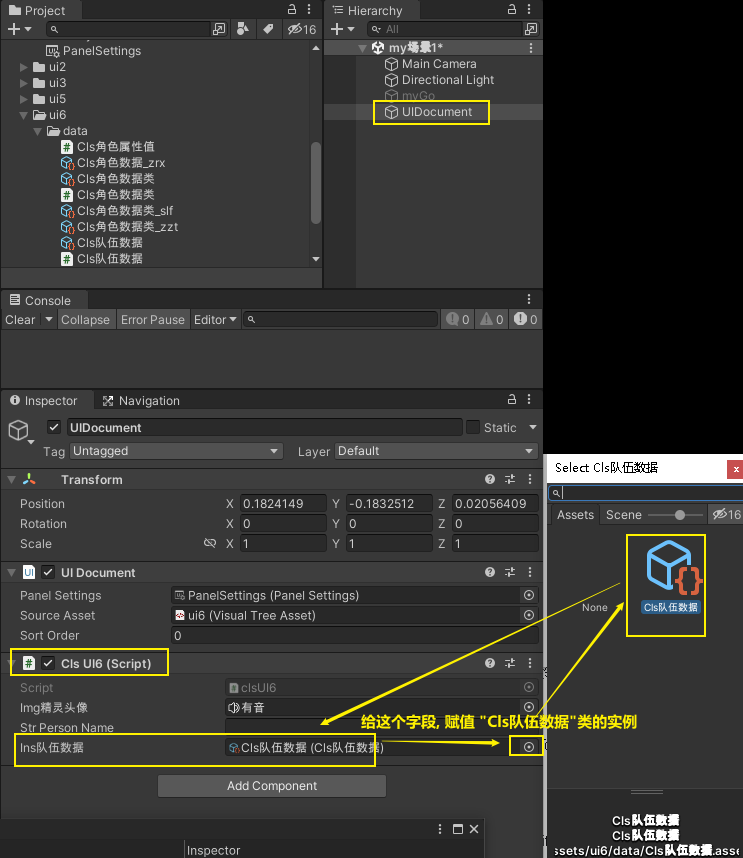 Project
16
PanelSettings
ui2
ui3
ui5
ui6
data
Cls角色属性值
Cls角色数据_zrx
Cls角色数据类
Cls角色数据类
Cls角色数据类_slf
Cls角色数据类_zzt
Cls队伍数据
Cls队伍数据
Hierarchy
All
my场景1*
Main Camera
Directional Light
myGo
UIDocument
Console
Clear
Collapse
Error Pause
Editor
0
0
0
Inspector
Navigation
UIDocument
Static
Tag Untagged
Layer Default
Transform
Position X 0.1824149 Y -0.1832512 Z 0.02056409
Rotation X 0 Y 0 Z 0
Scale X 1 Y 1 Z 1
UI Document
Panel Settings PanelSettings (Panel Settings)
Source Asset ui6 (Visual Tree Asset)
Sort Order 0
Cls UI6 (Script)
Script clsUI6
Img精灵头像 有音
Str Person Name
Ins队伍数据 Cls队伍数据 (Cls队伍数据)
给这个字段, 赋值 "Cls队伍数据"类的实例
Add Component
Inspector
Select Cls队伍数据
x
Assets Scene 16
None
Cls队伍数据
Cls队伍数据
Cls队伍数据
ssets/ui6/data/Cls队伍数据.asse